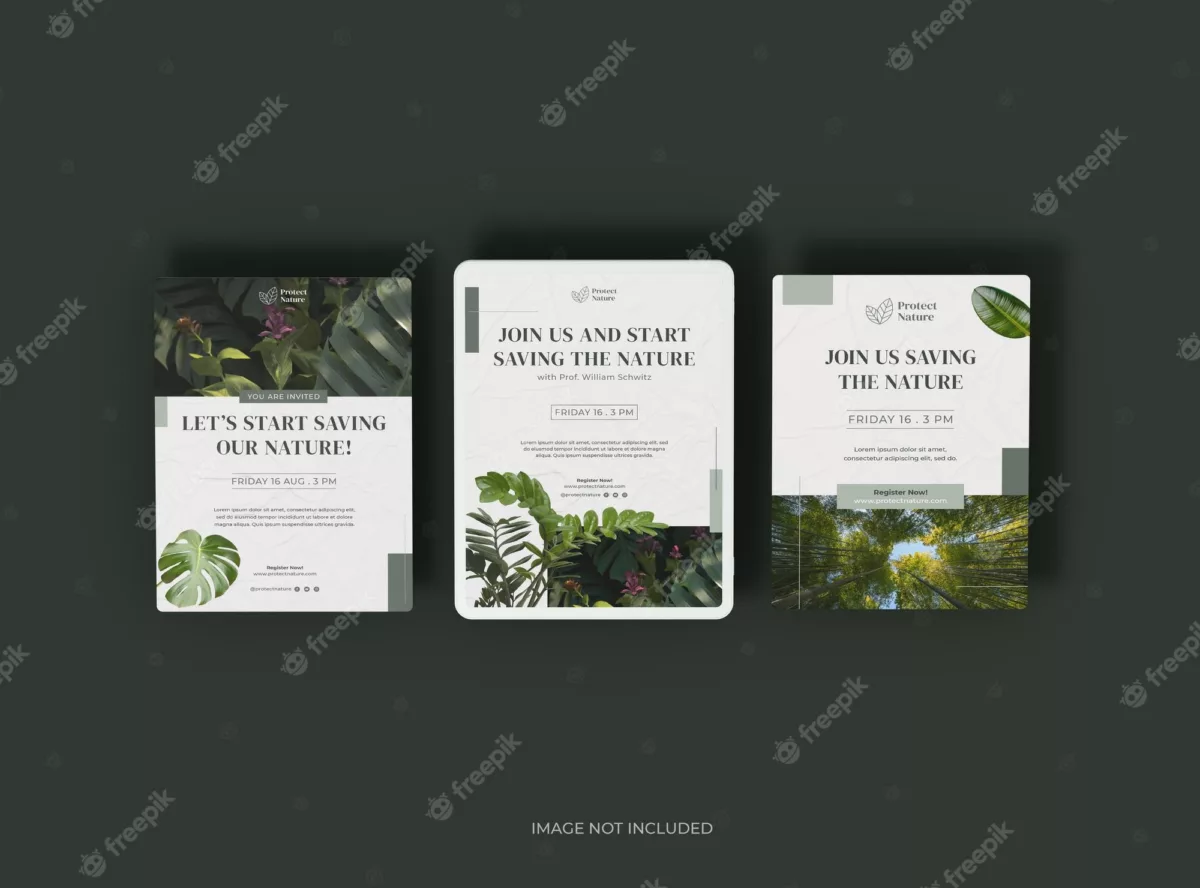 Protect
Nature
YOU ARE INVITED
LET'S START SAVING
OUR NATURE!
FRIDAY 16 AUG . 3 PM
Lorem ipsum dolor sit amet, consectetur adipiscing elit,
sed do eiusmod tempor incididunt ut labore et dolore
magna aliqua. Quis ipsum suspendisse ultrices gravida.
Register Now!
www.protectnature.com
@protectnature
Protect
Nature
JOIN US AND START
SAVING THE NATURE
with Prof. William Schwitz
FRIDAY 16 . 3 PM
Lorem ipsum dolor sit amet, consectetur adipiscing elit, sed
do eiusmod tempor incididunt ut labore et dolore magna
aliqua. Quis ipsum suspendisse ultrices gravida.
Register Now!
www.protectnature.com
@protectnature
Protect
Nature
JOIN US SAVING
THE NATURE
FRIDAY 16 . 3 PM
Lorem ipsum dolor sit amet,
consectetur adipiscing elit, sed do.
Register Now!
www.protectnature.com
IMAGE NOT INCLUDED
freepik
freepik
freepik
freepik
freepik
freepik
freepik
freepik
freepik
freepik
freepik
freepik
freepik
freepik